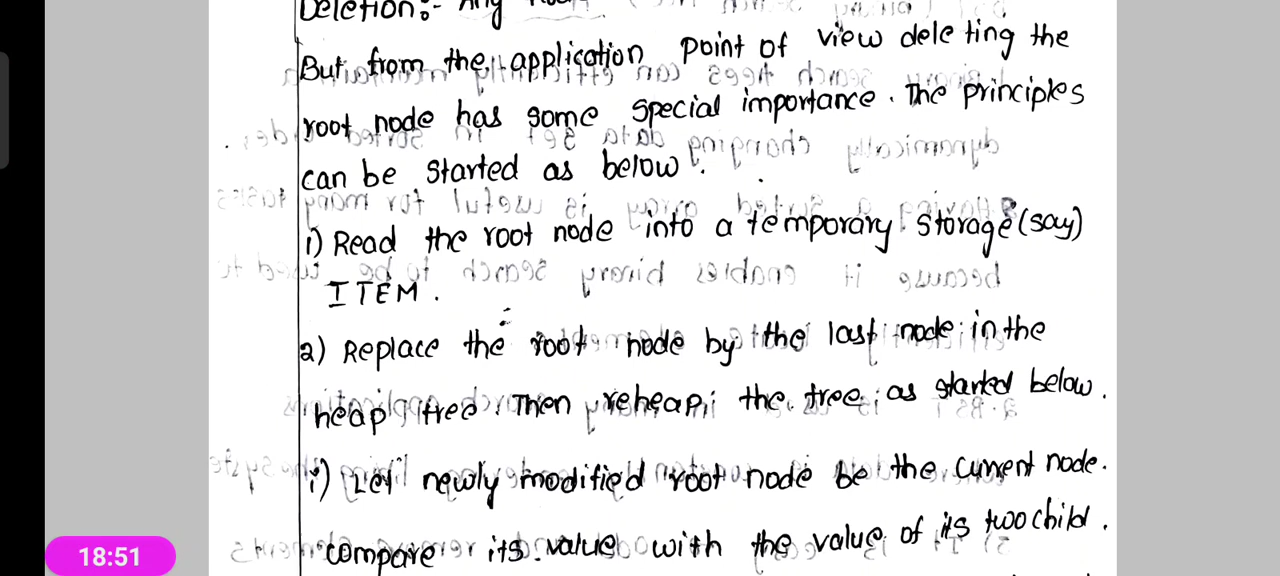 Deletion:- Any
But from the application point of view deleting the
root node has some special importance. The principles
can be started as below.
i) Read the root node into a temporary storage (say)
ITEM.
2) Replace the root node by the last node in the
heap tree. Then reheap the tree as started below.
i) Let newly modified root node be the current node.
compare its value with the value of its two child.
18:51